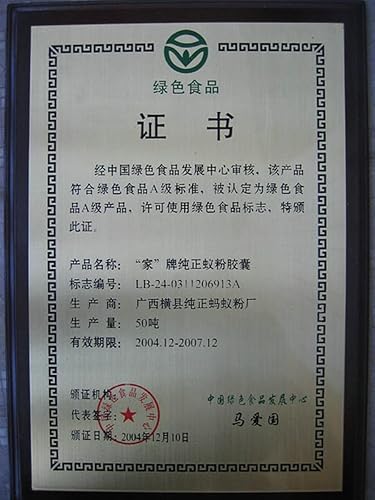 绿色食品
证书
经中国绿色食品发展中心审核，该产品
符合绿色食品A级标准，被认定为绿色食
品A级产品，许可使用绿色食品标志，特颁
此证。
产品名称：“家”牌纯正蚁粉胶囊
标志编号：LB-24-0311206913A
生产商：广西横县纯正蚂蚁粉厂
生产量：50吨
有效期限：2004.12-2007.12
颁证机构：中国绿色食品发展中心
代表签字：马爱国
颁证日期：2004年12月10日